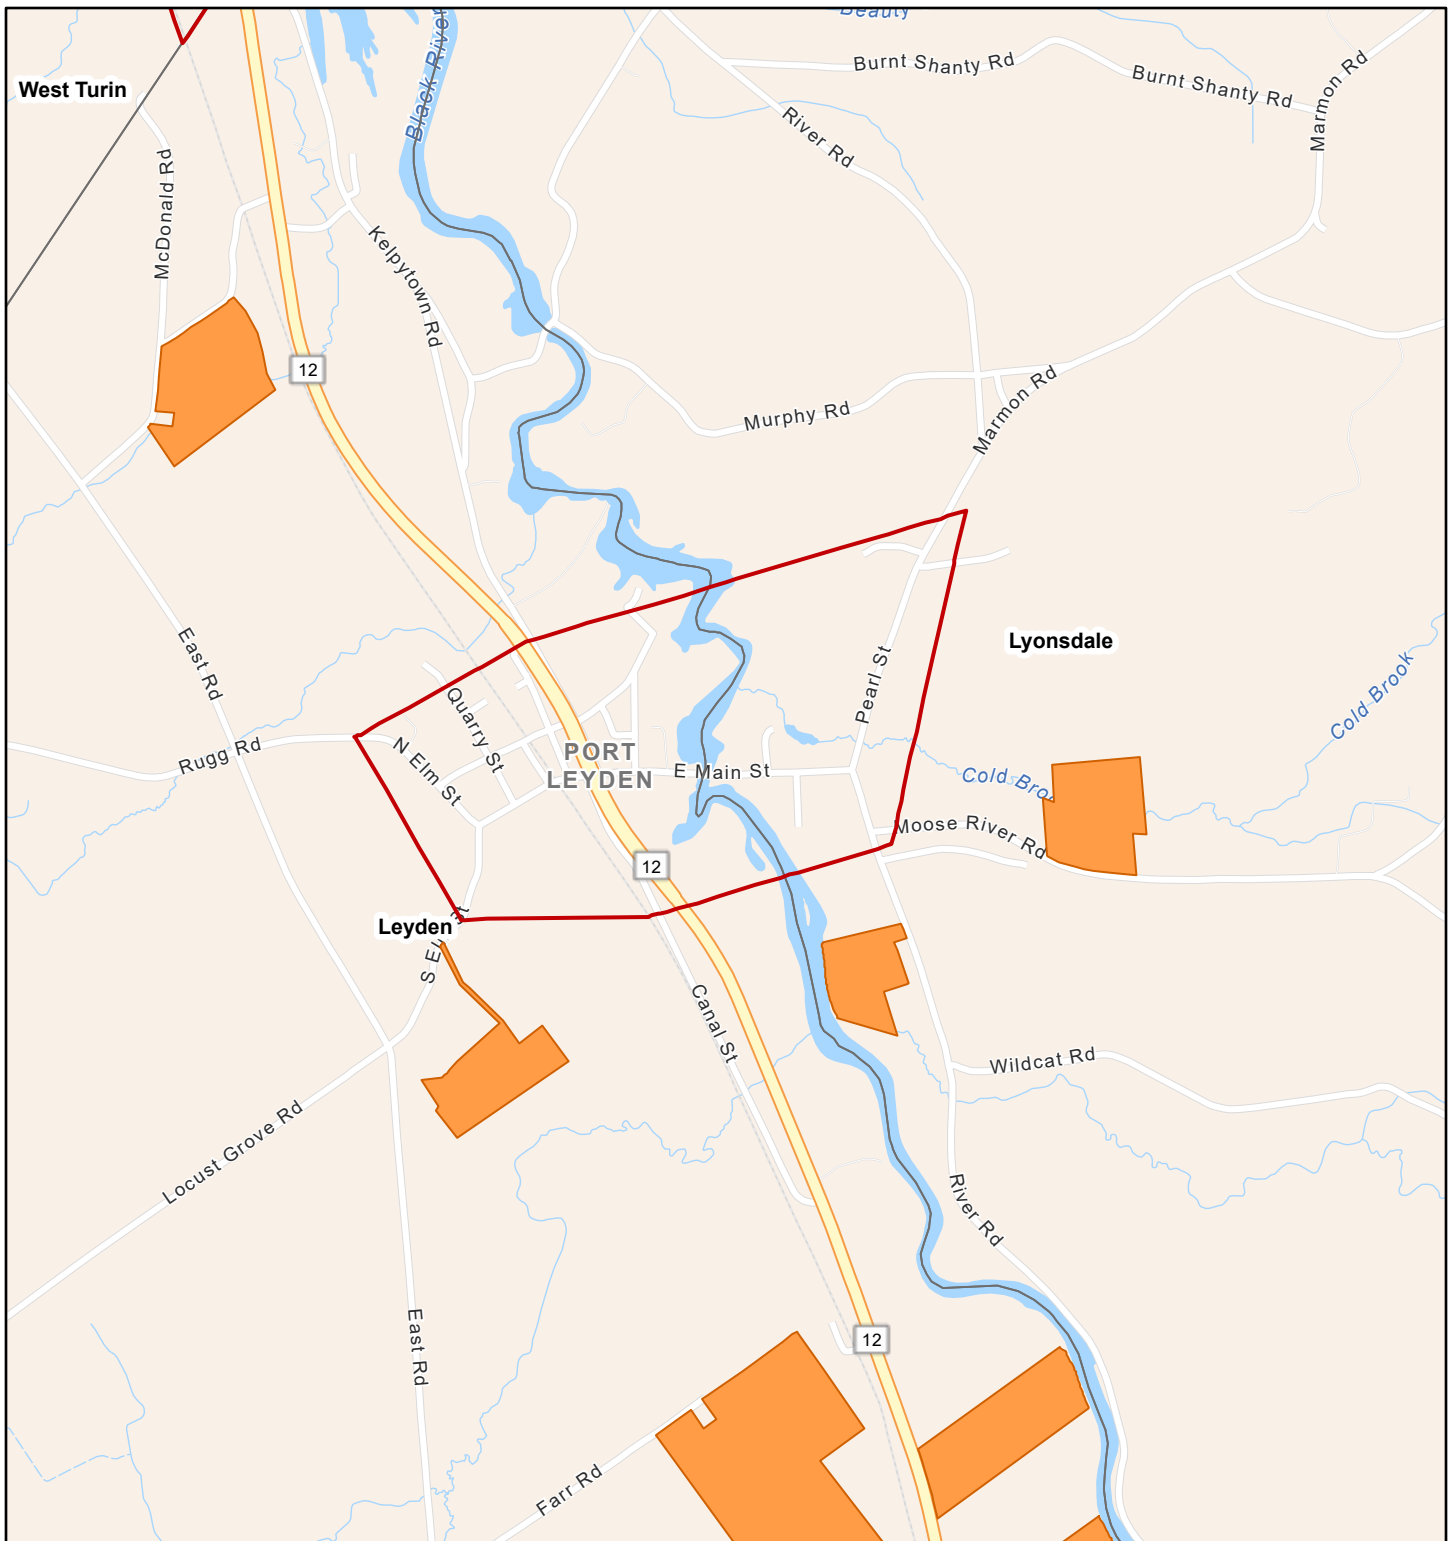 Beauty
Black River
Burnt Shanty Rd
Burnt Shanty Rd
Marmon Rd
West Turin
River Rd
McDonald Rd
Kelpytown Rd
12
Murphy Rd
Marmon Rd
East Rd
Lyonsdale
Cold Brook
Quarry St
Pearl St
Rugg Rd
N Elm St
PORT
LEYDEN
E Main St
Cold Broo
Moose River Rd
12
Leyden
Canal St
Wildcat Rd
Locust Grove Rd
River Rd
East Rd
12
Farr Rd